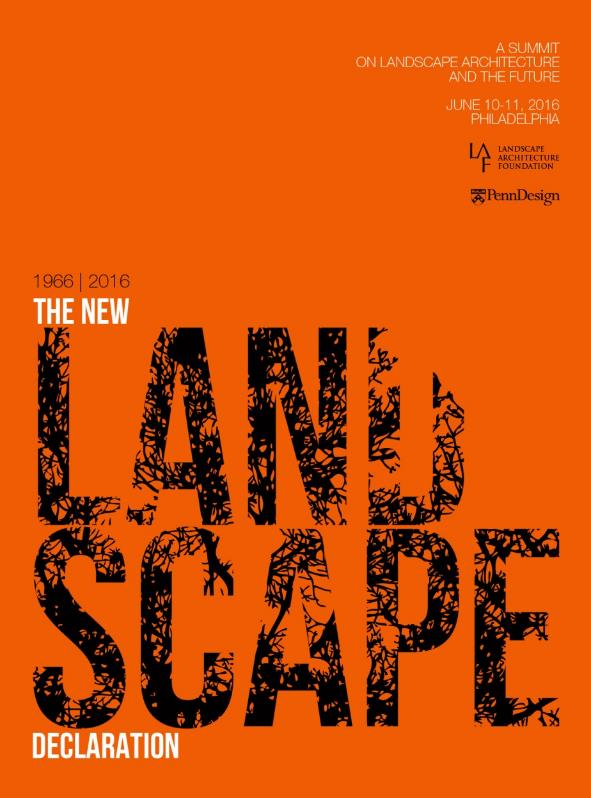 A SUMMIT
ON LANDSCAPE ARCHITECTURE
AND THE FUTURE
JUNE 10-11, 2016
PHILADELPHIA
LAF
LANDSCAPE
ARCHITECTURE
FOUNDATION
PennDesign
1966 | 2016
THE NEW
LAND
SCAPE
DECLARATION